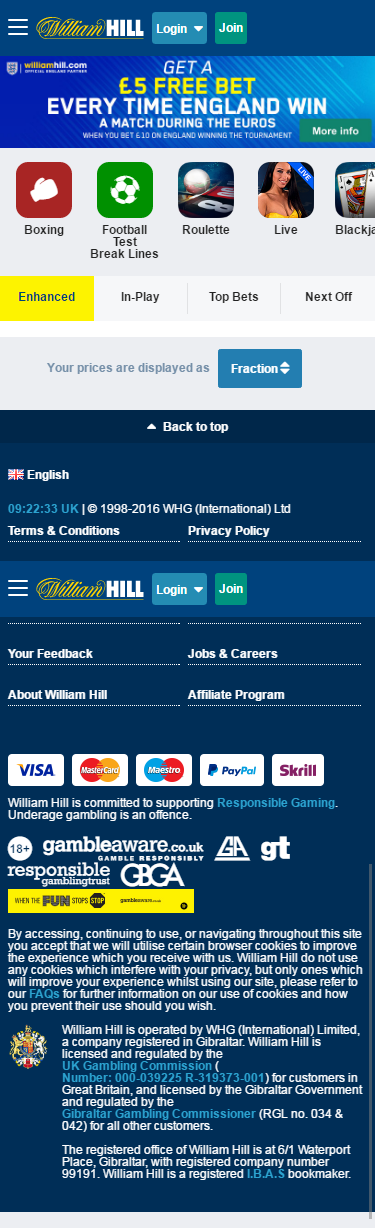 William HILL
Login
Join
williamhill.com
OFFICIAL ENGLAND PARTNER
GET A
£5 FREE BET
EVERY TIME ENGLAND WIN
A MATCH DURING THE EUROS
WHEN YOU BET £10 ON ENGLAND WINNING THE TOURNAMENT
More info
LIVE
Boxing
Football
Test
Break Lines
Roulette
Live
Blackja
Enhanced
In-Play
Top Bets
Next Off
Your prices are displayed as
Fraction
Back to top
English
09:22:33 UK | © 1998-2016 WHG (International) Ltd
Terms & Conditions
Privacy Policy
William HILL
Login
Join
Your Feedback
Jobs & Careers
About William Hill
Affiliate Program
VISA
MasterCard
Maestro
PayPal
Skrill
William Hill is committed to supporting Responsible Gaming.
Underage gambling is an offence.
18+
gambleaware.co.uk
GAMBLE RESPONSIBLY
GA
gt
responsible
gamblingtrust
GBGA
WHEN THE FUN STOPS STOP
gambleaware.co.uk
By accessing, continuing to use, or navigating throughout this site
you accept that we will utilise certain browser cookies to improve
the experience which you receive with us. William Hill do not use
any cookies which interfere with your privacy, but only ones which
will improve your experience whilst using our site, please refer to
our FAQs for further information on our use of cookies and how
you prevent their use should you wish.
William Hill is operated by WHG (International) Limited,
a company registered in Gibraltar. William Hill is
licensed and regulated by the
UK Gambling Commission (
Number: 000-039225 R-319373-001) for customers in
Great Britain, and licensed by the Gibraltar Government
and regulated by the
Gibraltar Gambling Commissioner (RGL no. 034 &
042) for all other customers.
The registered office of William Hill is at 6/1 Waterport
Place, Gibraltar, with registered company number
99191. William Hill is a registered I.B.A.S bookmaker.